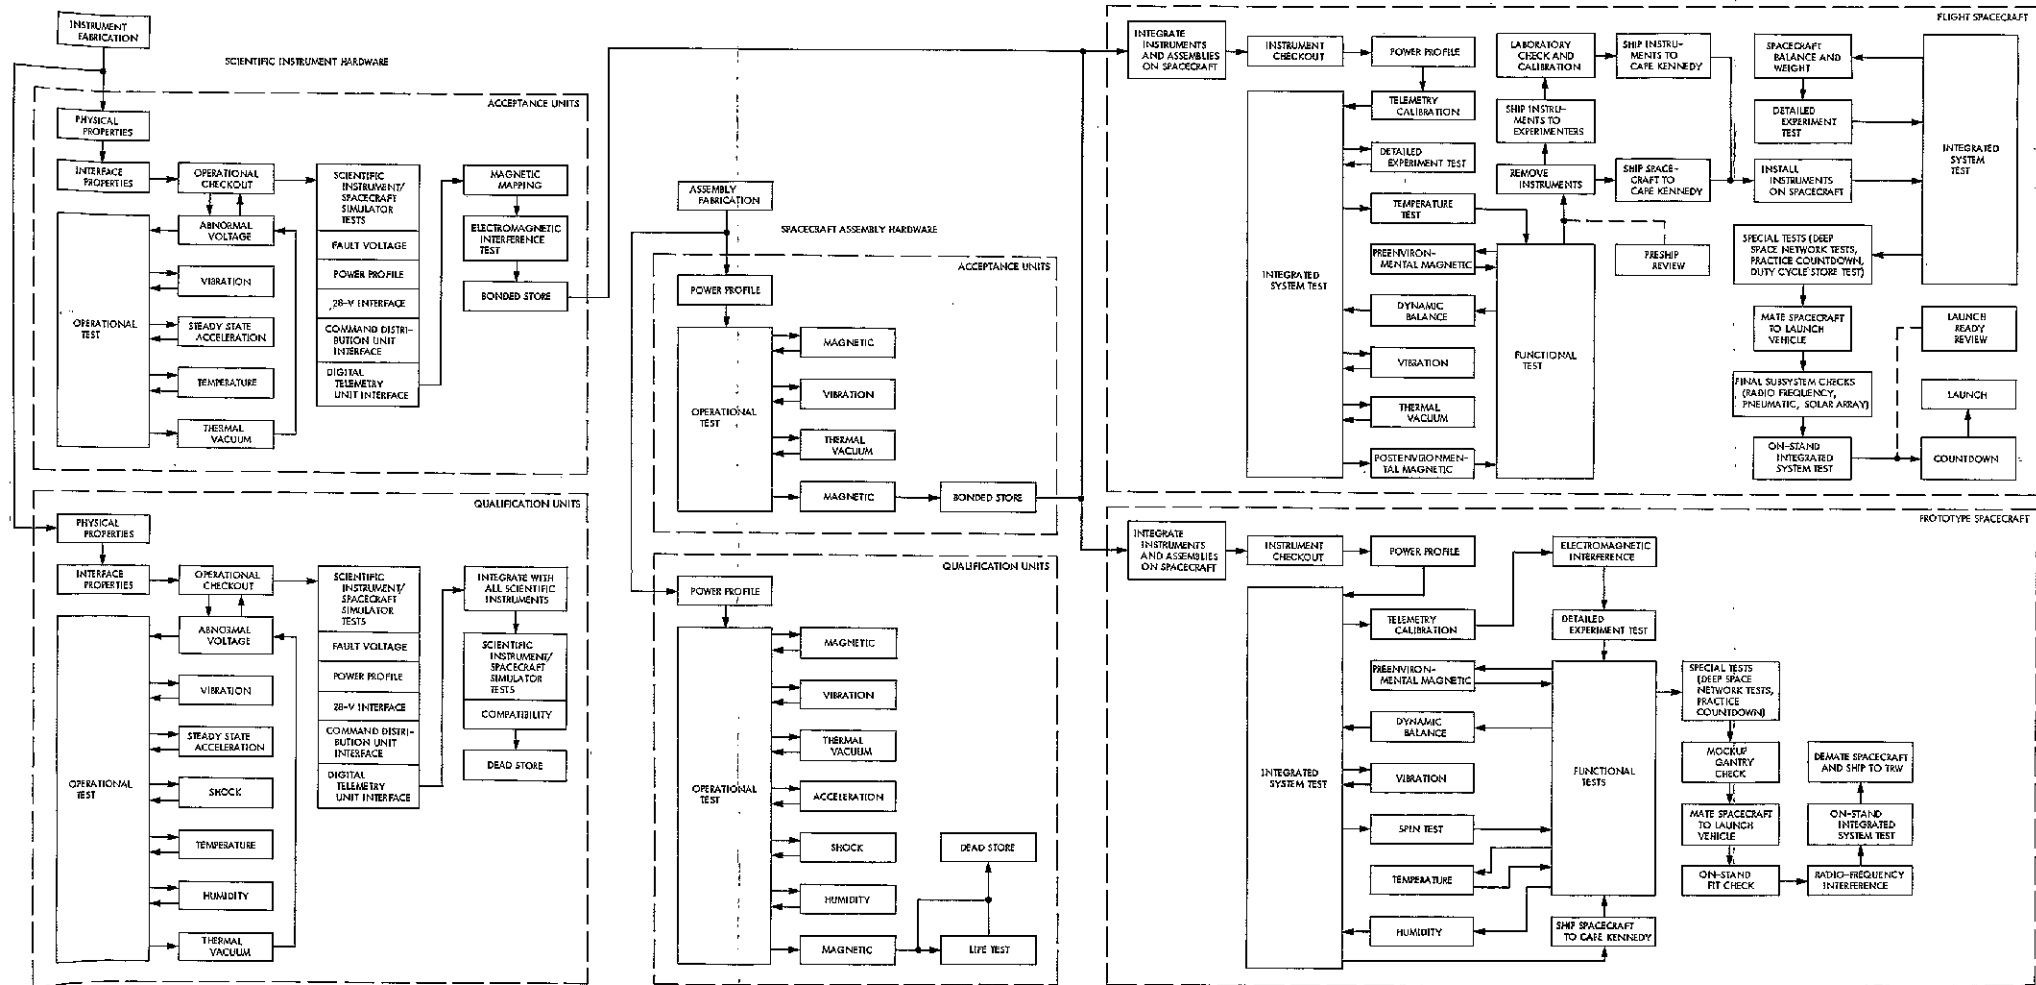 INSTRUMENT
FABRICATION
SCIENTIFIC INSTRUMENT HARDWARE
ACCEPTANCE UNITS
PHYSICAL
PROPERTIES
INTERFACE
PROPERTIES
OPERATIONAL
CHECKOUT
ABNORMAL
VOLTAGE
VIBRATION
OPERATIONAL
TEST
STEADY STATE
ACCELERATION
TEMPERATURE
THERMAL
VACUUM
SCIENTIFIC
INSTRUMENT/
SPACECRAFT
SIMULATOR
TESTS
FAULT VOLTAGE
POWER PROFILE
28-V INTERFACE
COMMAND DISTRI-
BUTION UNIT
INTERFACE
DIGITAL
TELEMETRY
UNIT INTERFACE
MAGNETIC
MAPPING
ELECTROMAGNETIC
INTERFERENCE
TEST
BONDED STORE
QUALIFICATION UNITS
PHYSICAL
PROPERTIES
INTERFACE PROPERTIES
OPERATIONAL
CHECKOUT
ABNORMAL
VOLTAGE
VIBRATION
STEADY STATE
ACCELERATION
OPERATIONAL
TEST
SHOCK
TEMPERATURE
HUMIDITY
THERMAL
VACUUM
SCIENTIFIC
INSTRUMENT/
SPACECRAFT
SIMULATOR
TESTS
FAULT VOLTAGE
POWER PROFILE
28-V INTERFACE
COMMAND DISTRI-
BUTION UNIT
INTERFACE
DIGITAL
TELEMETRY
UNIT INTERFACE
INTEGRATE WITH
ALL SCIENTIFIC
INSTRUMENTS
SCIENTIFIC
INSTRUMENT/
SPACECRAFT
SIMULATOR
TESTS
COMPATIBILITY
DEAD STORE
ASSEMBLY
FABRICATION
SPACECRAFT ASSEMBLY HARDWARE
ACCEPTANCE UNITS
POWER PROFILE
OPERATIONAL
TEST
MAGNETIC
VIBRATION
THERMAL
VACUUM
MAGNETIC
BONDED STORE
QUALIFICATION UNITS
POWER PROFILE
OPERATIONAL
TEST
MAGNETIC
VIBRATION
THERMAL
VACUUM
ACCELERATION
SHOCK
HUMIDITY
MAGNETIC
DEAD STORE
LIFE TEST
FLIGHT SPACECRAFT
INTEGRATE
INSTRUMENTS
AND ASSEMBLIES
ON SPACECRAFT
INSTRUMENT
CHECKOUT
POWER PROFILE
TELEMETRY
CALIBRATION
DETAILED
EXPERIMENT TEST
TEMPERATURE
TEST
INTEGRATED
SYSTEM TEST
PREENVIRON-
MENTAL MAGNETIC
DYNAMIC
BALANCE
VIBRATION
THERMAL
VACUUM
POSTENVIRONMEN-
TAL MAGNETIC
FUNCTIONAL
TEST
LABORATORY
CHECK AND
CALIBRATION
SHIP INSTRU-
MENTS TO
EXPERIMENTERS
REMOVE
INSTRUMENTS
SHIP INSTRU-
MENTS TO
CAPE KENNEDY
SHIP SPACE-
CRAFT TO
CAPE KENNEDY
PRESHIP
REVIEW
SPACECRAFT
BALANCE AND
WEIGHT
DETAILED
EXPERIMENT
TEST
INSTALL
INSTRUMENTS
ON SPACECRAFT
INTEGRATED
SYSTEM
TEST
SPECIAL TESTS (DEEP
SPACE NETWORK TESTS,
PRACTICE COUNTDOWN,
DUTY CYCLE STORE TEST)
MATE SPACECRAFT
TO LAUNCH
VEHICLE
FINAL SUBSYSTEM CHECKS
(RADIO FREQUENCY,
PNEUMATIC, SOLAR ARRAY)
ON-STAND
INTEGRATED
SYSTEM TEST
LAUNCH
READY
REVIEW
LAUNCH
COUNTDOWN
PROTOTYPE SPACECRAFT
INTEGRATE
INSTRUMENTS
AND ASSEMBLIES
ON SPACECRAFT
INSTRUMENT
CHECKOUT
POWER PROFILE
TELEMETRY
CALIBRATION
PREENVIRON-
MENTAL MAGNETIC
DYNAMIC
BALANCE
INTEGRATED
SYSTEM TEST
VIBRATION
SPIN TEST
TEMPERATURE
HUMIDITY
ELECTROMAGNETIC
INTERFERENCE
DETAILED
EXPERIMENT TEST
FUNCTIONAL
TESTS
SHIP SPACECRAFT
TO CAPE KENNEDY
SPECIAL TESTS
(DEEP SPACE
NETWORK TESTS,
PRACTICE
COUNTDOWN)
MOCKUP
GANTRY
CHECK
MATE SPACECRAFT
TO LAUNCH
VEHICLE
ON-STAND
FIT CHECK
DEMATE SPACECRAFT
AND SHIP TO TRW
ON-STAND
INTEGRATED
SYSTEM TEST
RADIO-FREQUENCY
INTERFERENCE